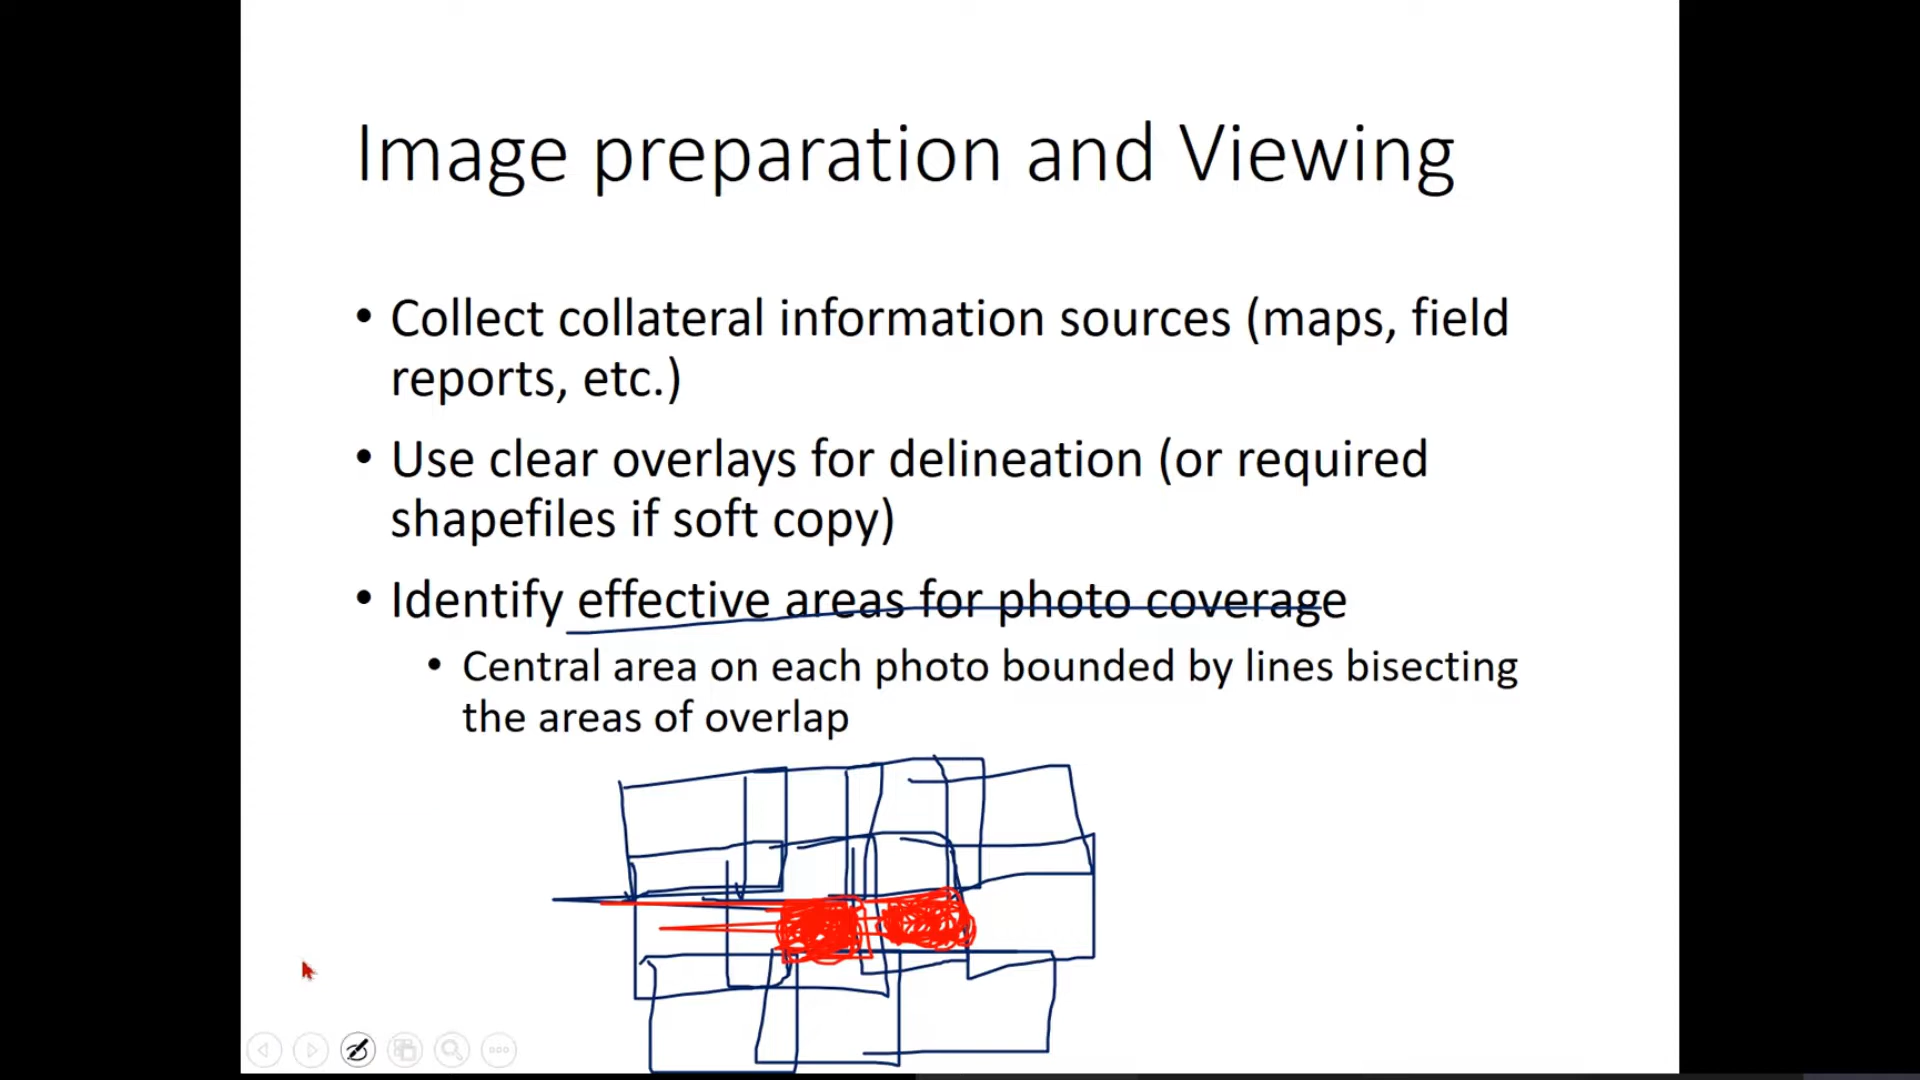 Image preparation and Viewing
• Collect collateral information sources (maps, field
reports, etc.)
• Use clear overlays for delineation (or required
shapefiles if soft copy)
• Identify effective areas for photo coverage
• Central area on each photo bounded by lines bisecting
the areas of overlap